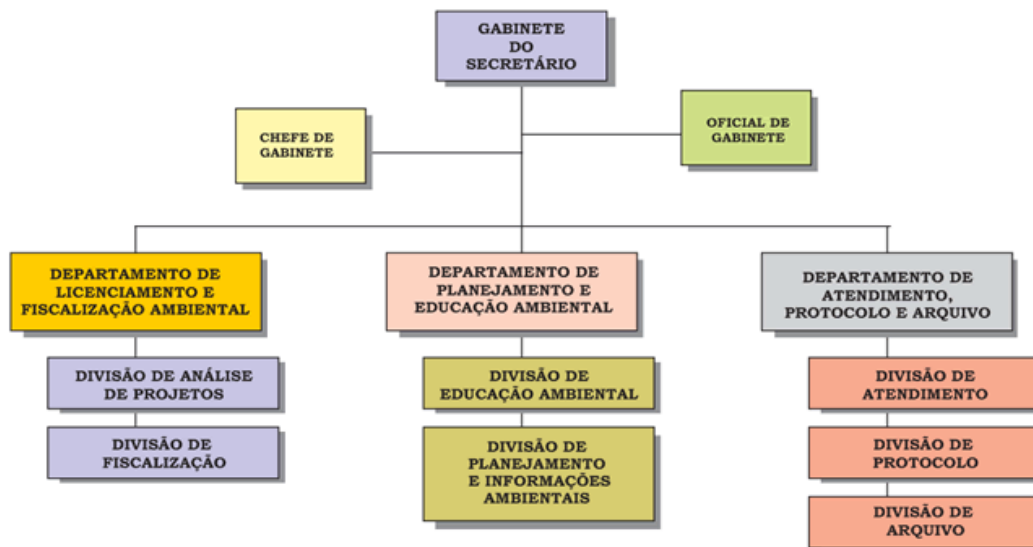 GABINETE
DO
SECRETÁRIO
CHEFE DE
GABINETE
OFICIAL DE
GABINETE
DEPARTAMENTO DE
LICENCIAMENTO E
FISCALIZAÇÃO AMBIENTAL
DEPARTAMENTO DE
PLANEJAMENTO E
EDUCAÇÃO AMBIENTAL
DEPARTAMENTO DE
ATENDIMENTO,
PROTOCOLO E ARQUIVO
DIVISÃO DE ANÁLISE
DE PROJETOS
DIVISÃO DE
FISCALIZAÇÃO
DIVISÃO DE
EDUCAÇÃO AMBIENTAL
DIVISÃO DE
PLANEJAMENTO
E INFORMAÇÕES
AMBIENTAIS
DIVISÃO DE
ATENDIMENTO
DIVISÃO DE
PROTOCOLO
DIVISÃO DE
ARQUIVO